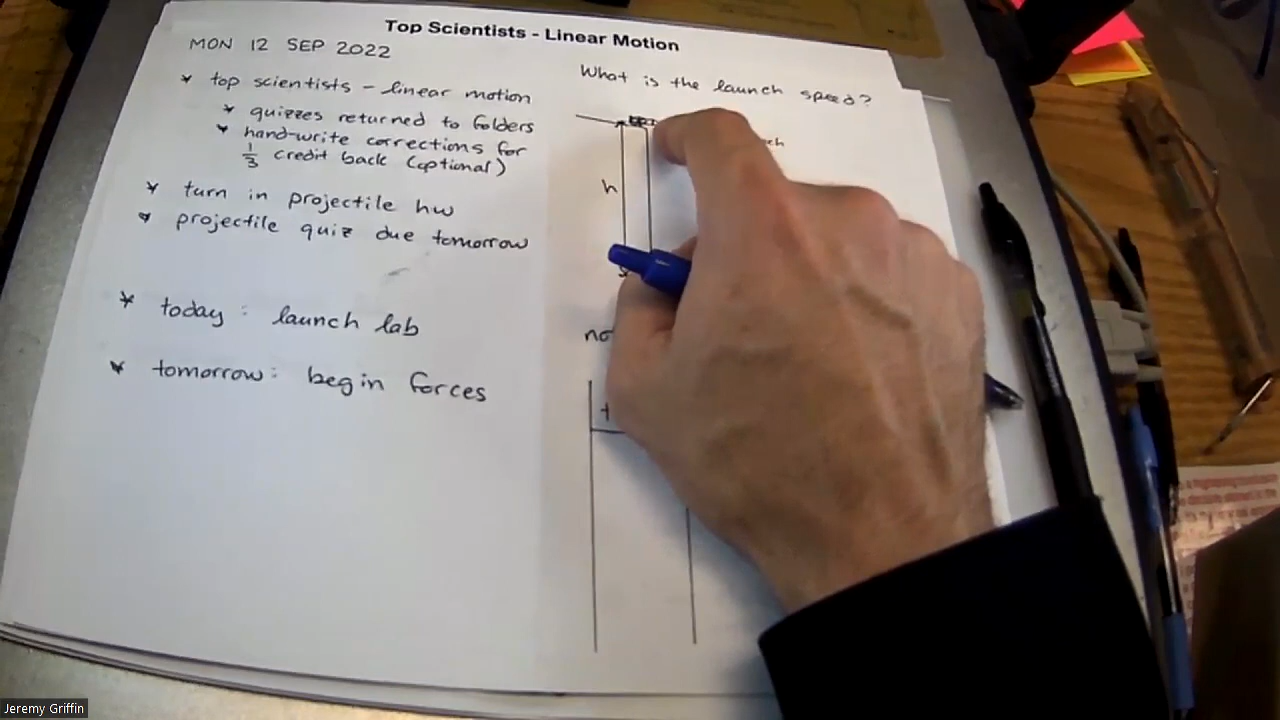 Top Scientists - Linear Motion
MON 12 SEP 2022
* top scientists - linear motion
* quizzes returned to folders
* hand-write corrections for
1/3 credit back (optional)
* turn in projectile hw
* projectile quiz due tomorrow
* today: launch lab
* tomorrow: begin forces
What is the launch speed?
h
no
t
Jeremy Griffin